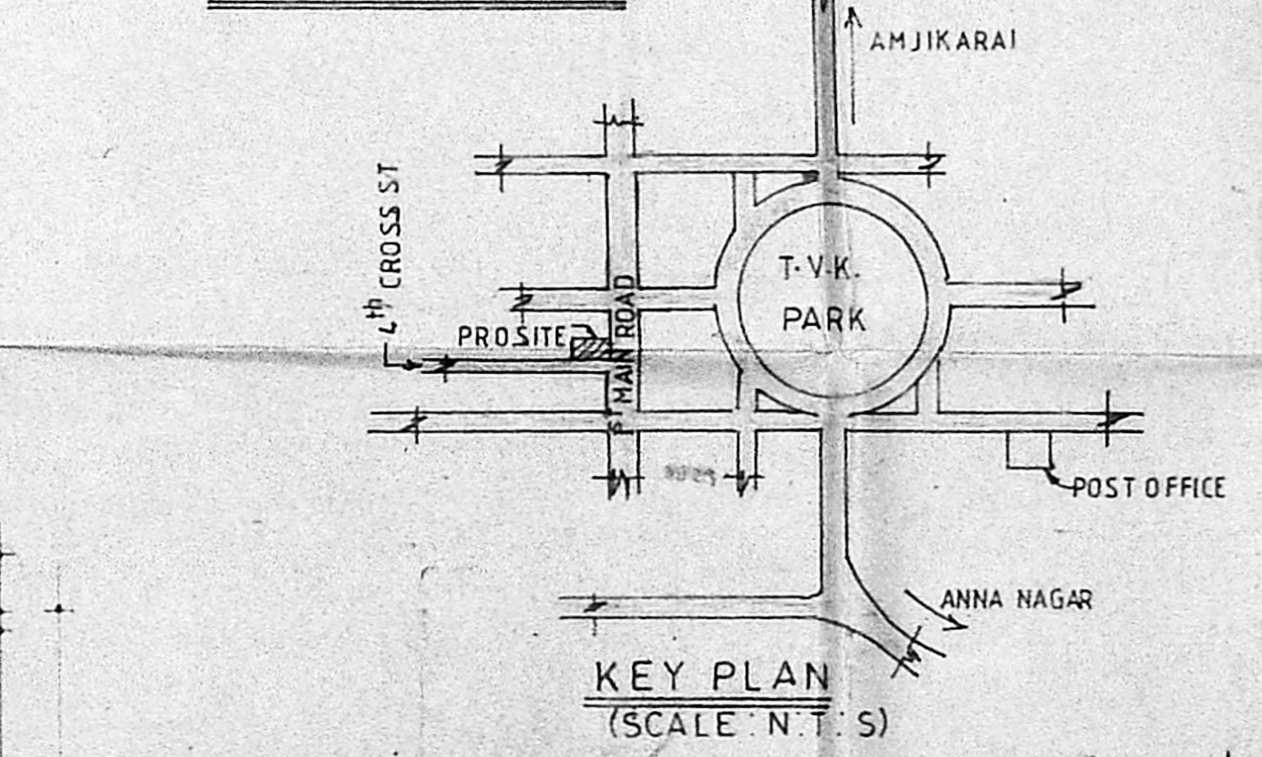 AMJIKARAI
4th CROSS ST
T.V.K.
PARK
PROSITE
MAIN ROAD
POST OFFICE
ANNA NAGAR
KEY PLAN
(SCALE : N.T. S)